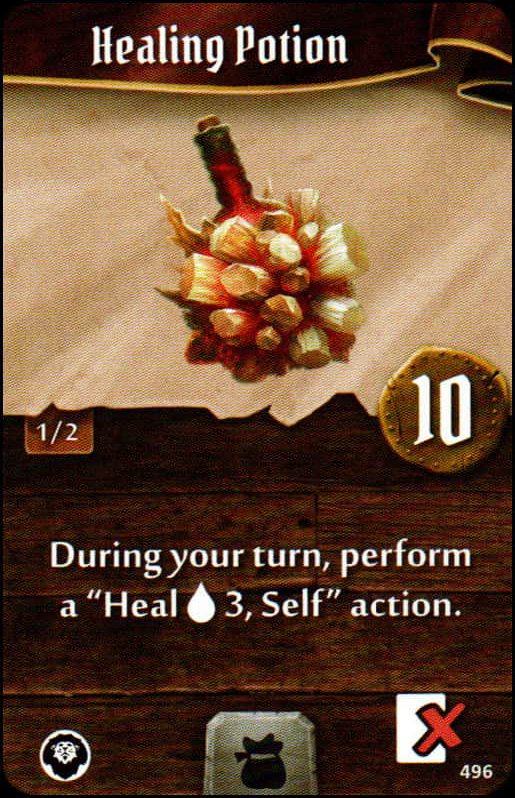 Healing Potion
10
1/2
During your turn, perform
a “Heal 3, Self” action.
496